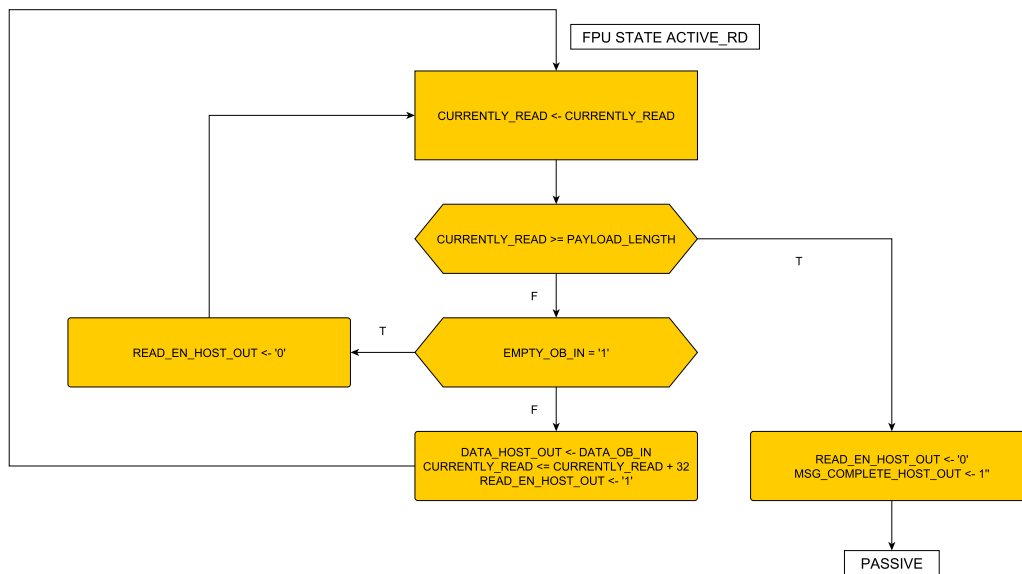 FPU STATE ACTIVE_RD
CURRENTLY_READ <- CURRENTLY_READ
CURRENTLY_READ >= PAYLOAD_LENGTH
T
F
READ_EN_HOST_OUT <- '0'
T
EMPTY_OB_IN = '1'
F
DATA_HOST_OUT <- DATA_OB_IN
CURRENTLY_READ <= CURRENTLY_READ + 32
READ_EN_HOST_OUT <- '1'
READ_EN_HOST_OUT <- '0'
MSG_COMPLETE_HOST_OUT <- 1"
PASSIVE